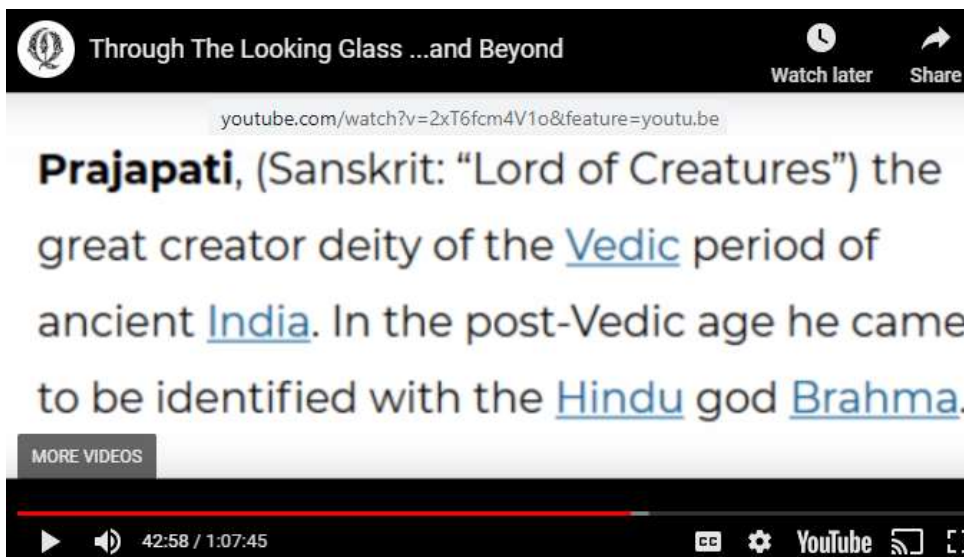 Through The Looking Glass ...and Beyond
Watch later
Share
youtube.com/watch?v=2xT6fcm4V1o&feature=youtu.be
Prajapati, (Sanskrit: “Lord of Creatures”) the
great creator deity of the Vedic period of
ancient India. In the post-Vedic age he came
to be identified with the Hindu god Brahma.
MORE VIDEOS
42:58 / 1:07:45
CC
YouTube